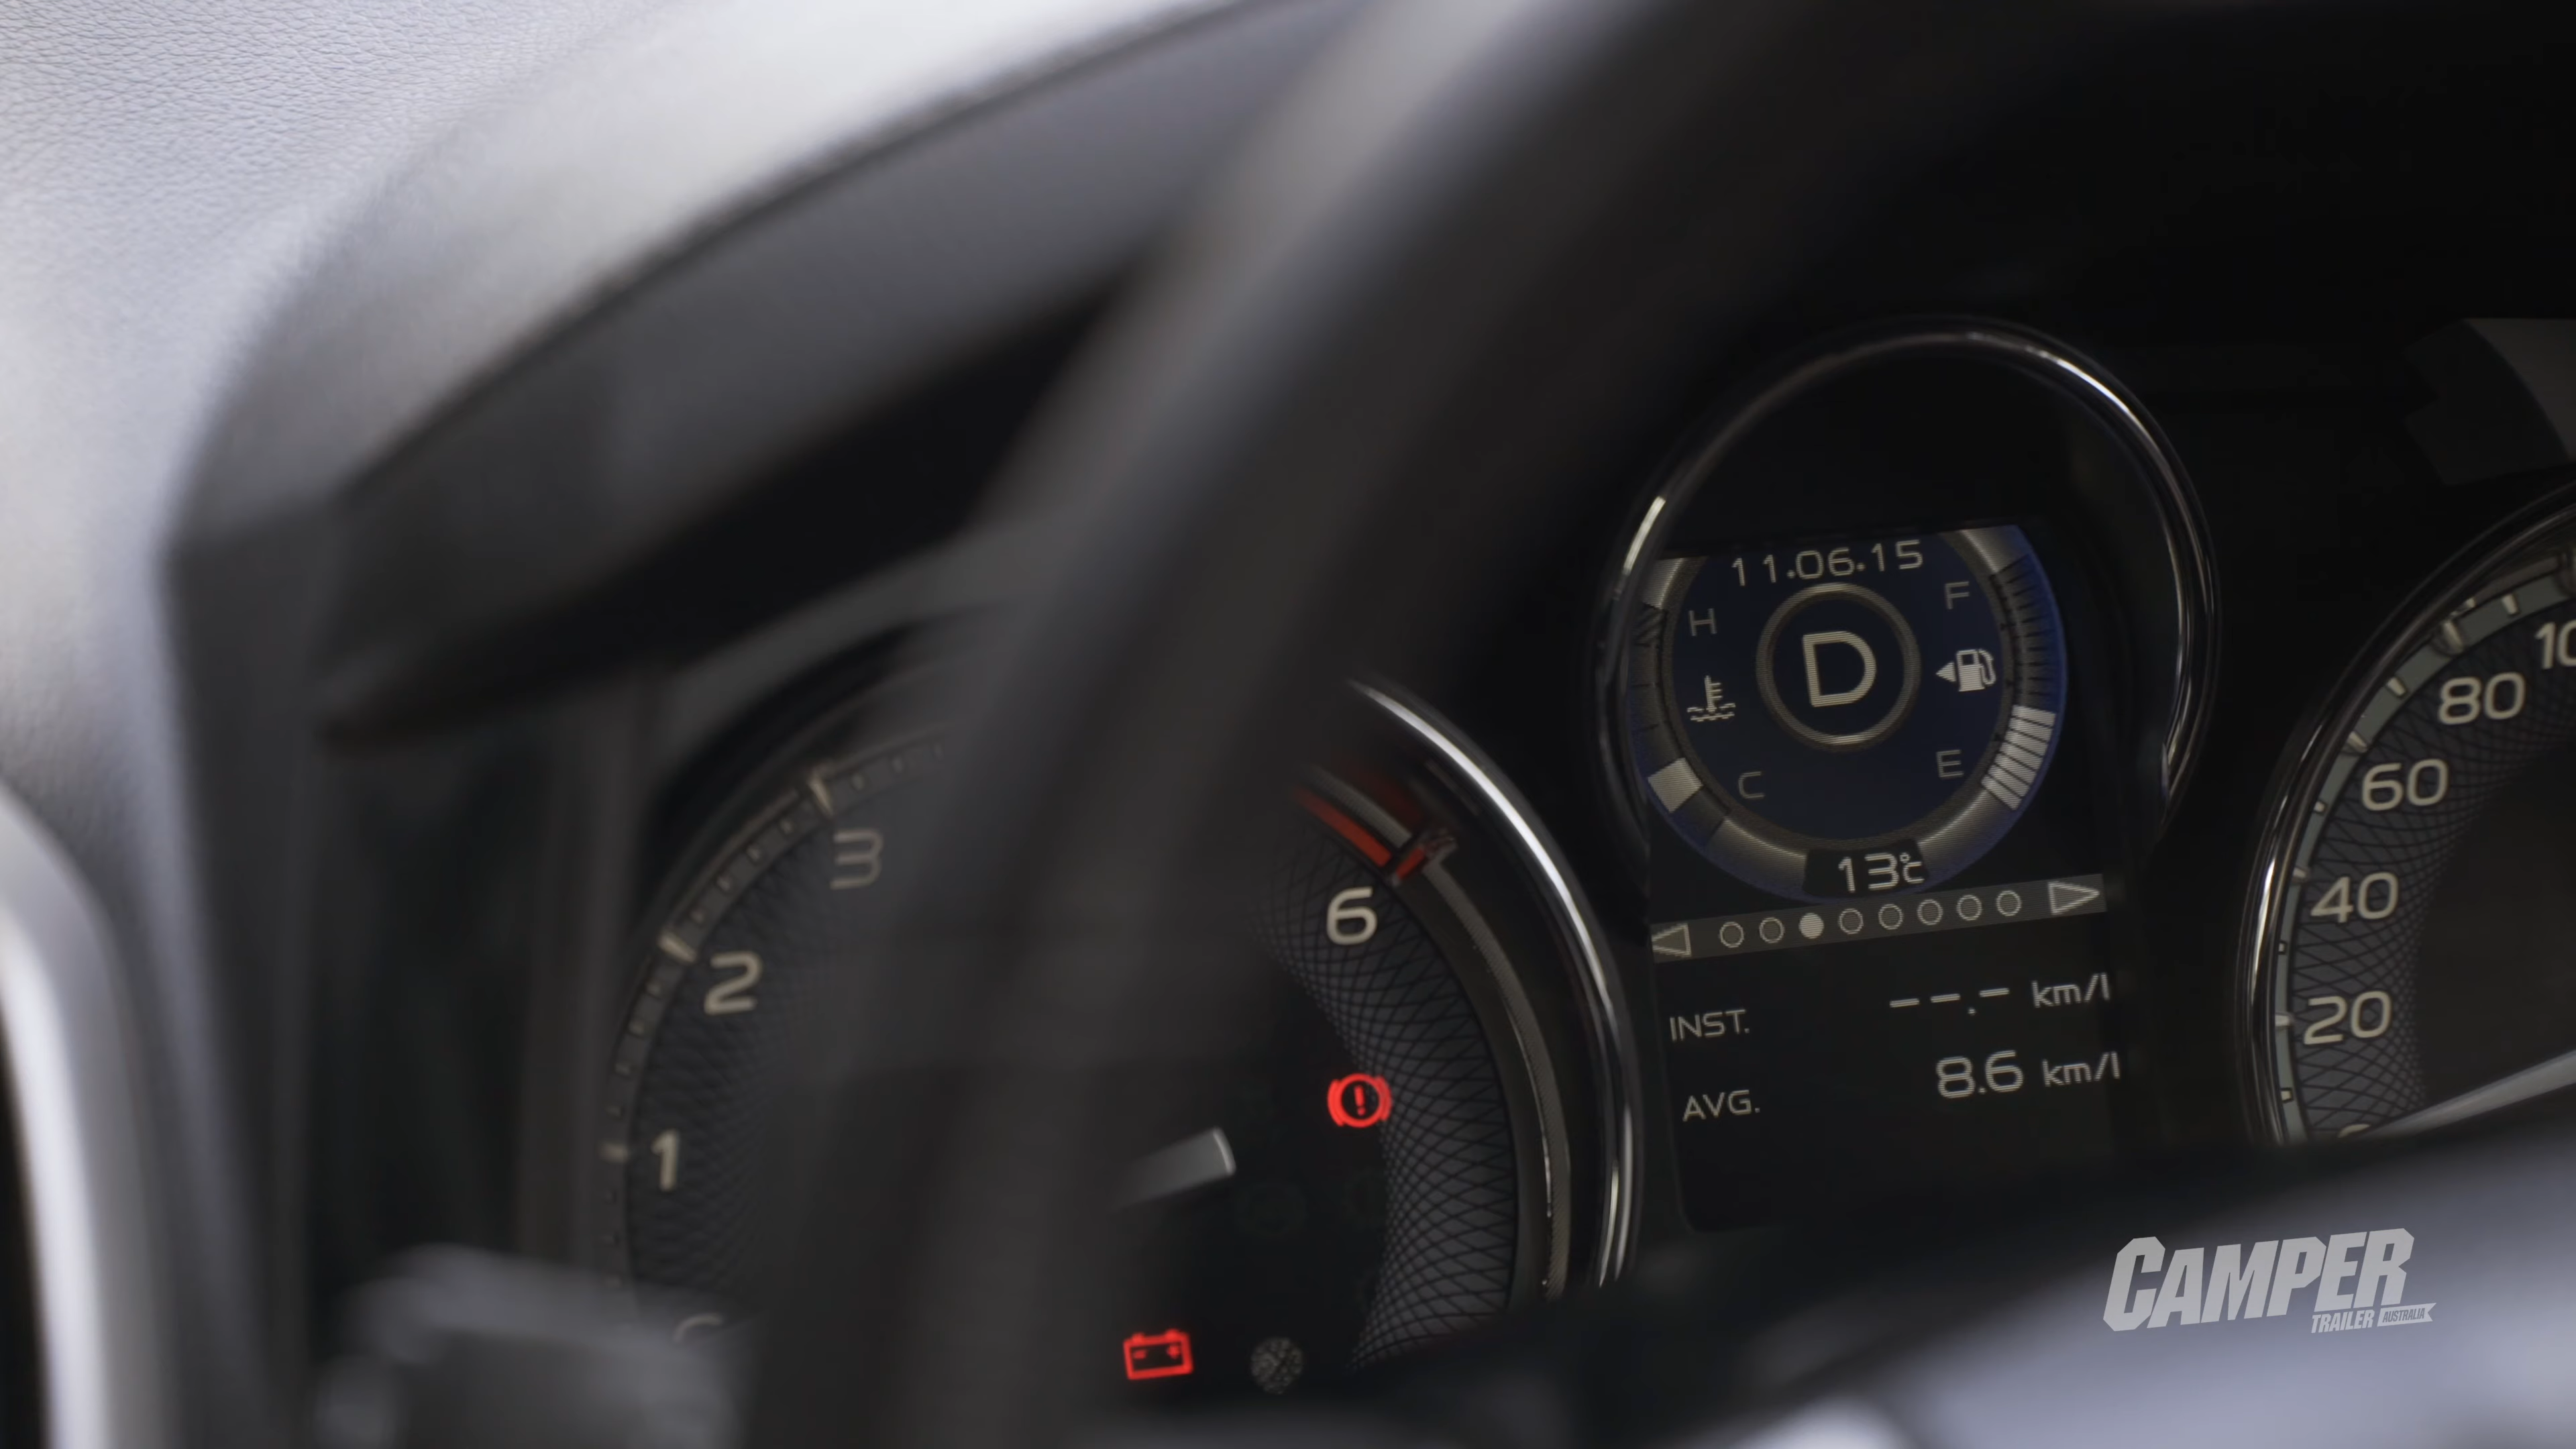 11.06.15
H
F
D
C
E
13°C
INST. --.- km/l
AVG. 8.6 km/l
1
2
3
6
20
40
60
80
CAMPER
TRAILER AUSTRALIA